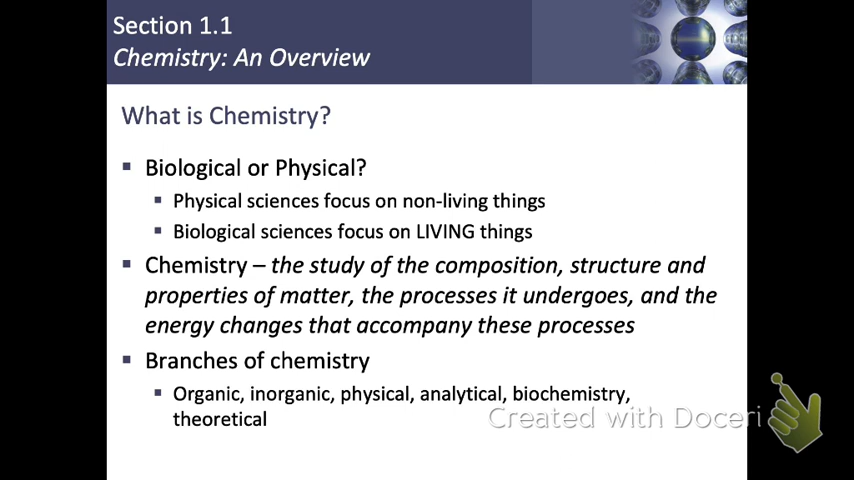 Section 1.1
Chemistry: An Overview
What is Chemistry?
▪ Biological or Physical?
▪ Physical sciences focus on non-living things
▪ Biological sciences focus on LIVING things
▪ Chemistry – the study of the composition, structure and
properties of matter, the processes it undergoes, and the
energy changes that accompany these processes
▪ Branches of chemistry
▪ Organic, inorganic, physical, analytical, biochemistry,
theoretical
Created with Doceri